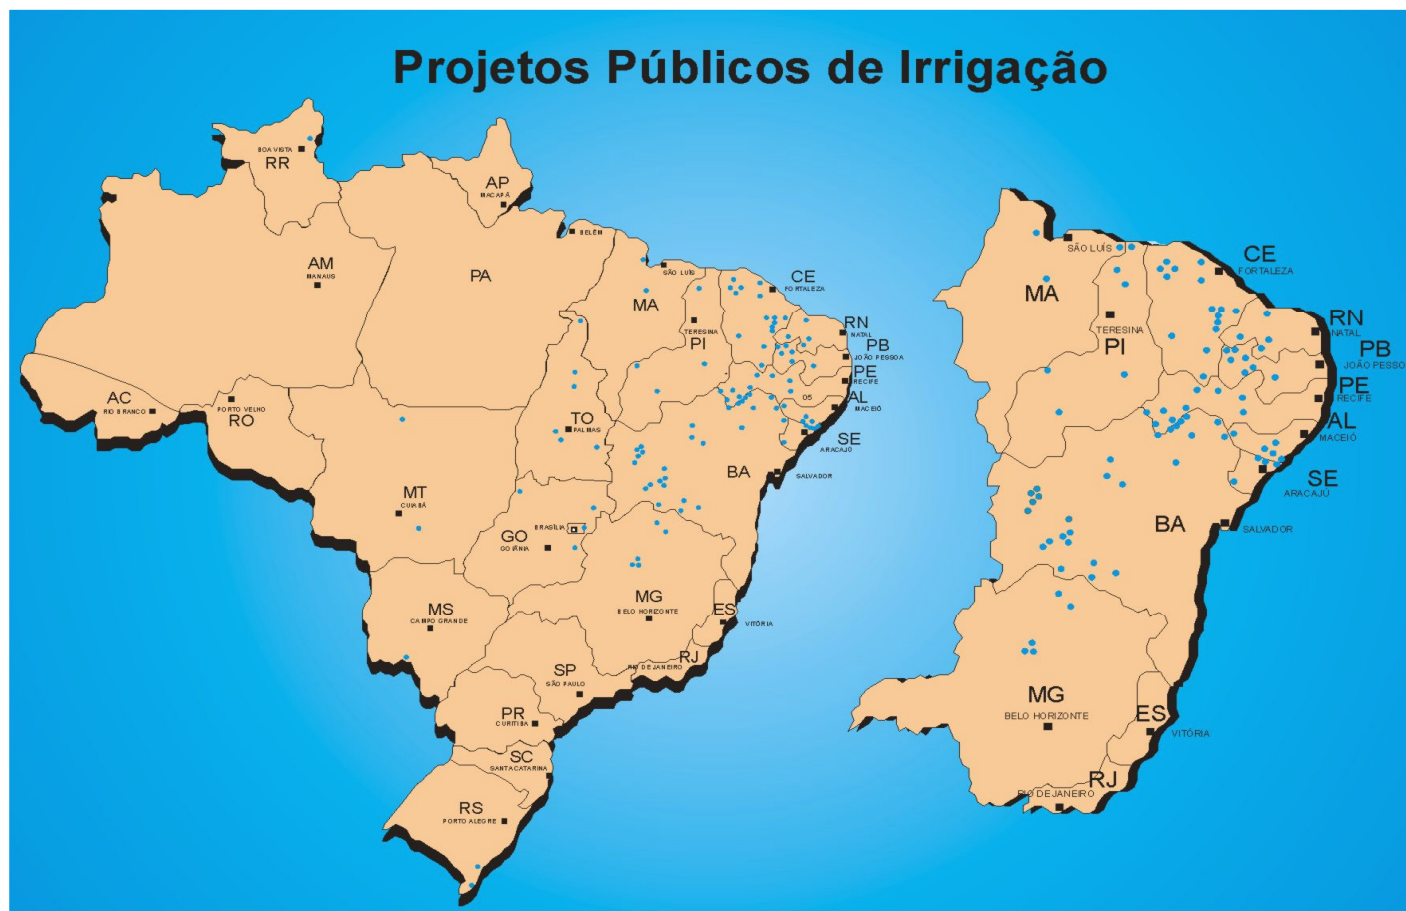 Projetos Públicos de Irrigação
BOA VISTA
RR
AP
MACAPÁ
BELÉM
AM
MANAUS
PA
SÃO LUÍS
MA
CE
FORTALEZA
TERESINA
PI
RN
NATAL
PB
JOÃO PESSOA
PE
RECIFE
05
AL
MACEIÓ
SE
ARACAJÚ
AC
RIO BRANCO
PORTO VELHO
RO
TO
PALMAS
BA
SALVADOR
MT
CUIABÁ
BRASÍLIA
GO
GOIÂNIA
MS
CAMPO GRANDE
MG
BELO HORIZONTE
ES
VITÓRIA
RJ
RIO DE JANEIRO
SP
SÃO PAULO
PR
CURITIBA
SC
SANTA CATARINA
RS
PORTO ALEGRE
SÃO LUÍS
CE
FORTALEZA
MA
TERESINA
PI
RN
NATAL
PB
JOÃO PESSO
PE
RECIFE
AL
MACEIÓ
SE
ARACAJÚ
BA
SALVADOR
MG
BELO HORIZONTE
ES
VITÓRIA
RJ
RIO DE JANEIRO